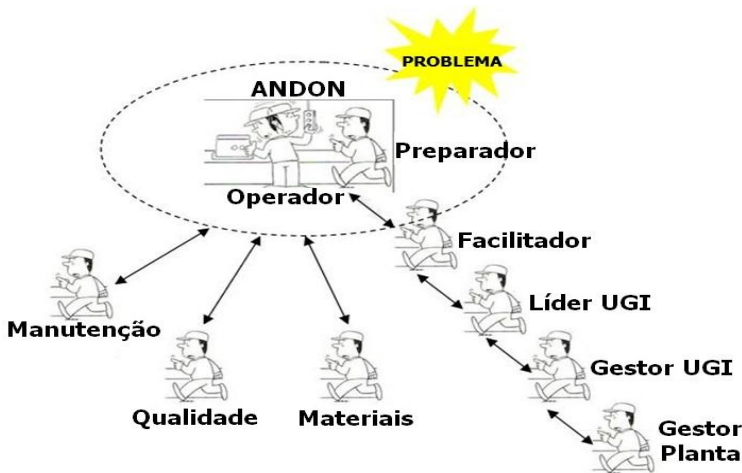 PROBLEMA
ANDON
Preparador
Operador
Facilitador
Manutenção
Líder UGI
Gestor UGI
Qualidade
Materiais
Gestor
Planta